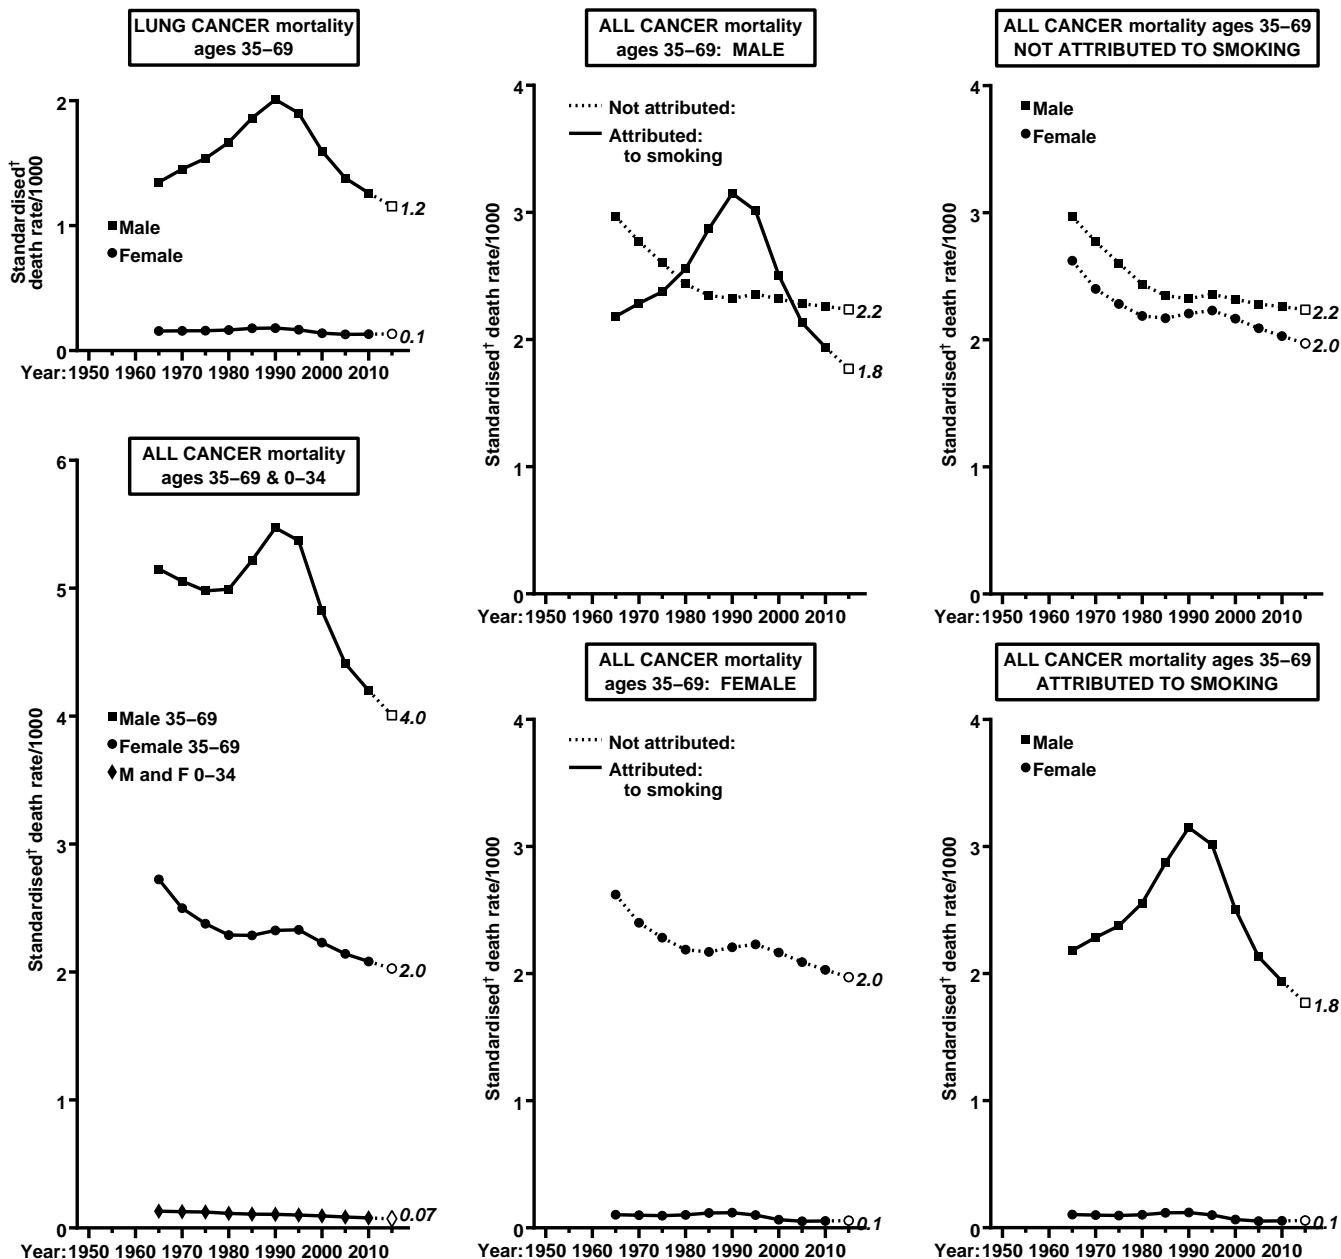 LUNG CANCER mortality
ages 35–69
Standardised†
death rate/1000
2
1
0
Male
Female
1.2
0.1
Year: 1950 1960 1970 1980 1990 2000 2010
ALL CANCER mortality
ages 35–69: MALE
Standardised† death rate/1000
4
3
2
1
0
Not attributed:
Attributed:
to smoking
2.2
1.8
Year: 1950 1960 1970 1980 1990 2000 2010
ALL CANCER mortality ages 35–69
NOT ATTRIBUTED TO SMOKING
Standardised† death rate/1000
4
3
2
1
0
Male
Female
2.2
2.0
Year: 1950 1960 1970 1980 1990 2000 2010
ALL CANCER mortality
ages 35–69 & 0–34
Standardised† death rate/1000
6
5
4
3
2
1
0
Male 35–69
Female 35–69
M and F 0–34
4.0
2.0
0.07
Year: 1950 1960 1970 1980 1990 2000 2010
ALL CANCER mortality
ages 35–69: FEMALE
Standardised† death rate/1000
4
3
2
1
0
Not attributed:
Attributed:
to smoking
2.0
0.1
Year: 1950 1960 1970 1980 1990 2000 2010
ALL CANCER mortality ages 35–69
ATTRIBUTED TO SMOKING
Standardised† death rate/1000
4
3
2
1
0
Male
Female
1.8
0.1
Year: 1950 1960 1970 1980 1990 2000 2010